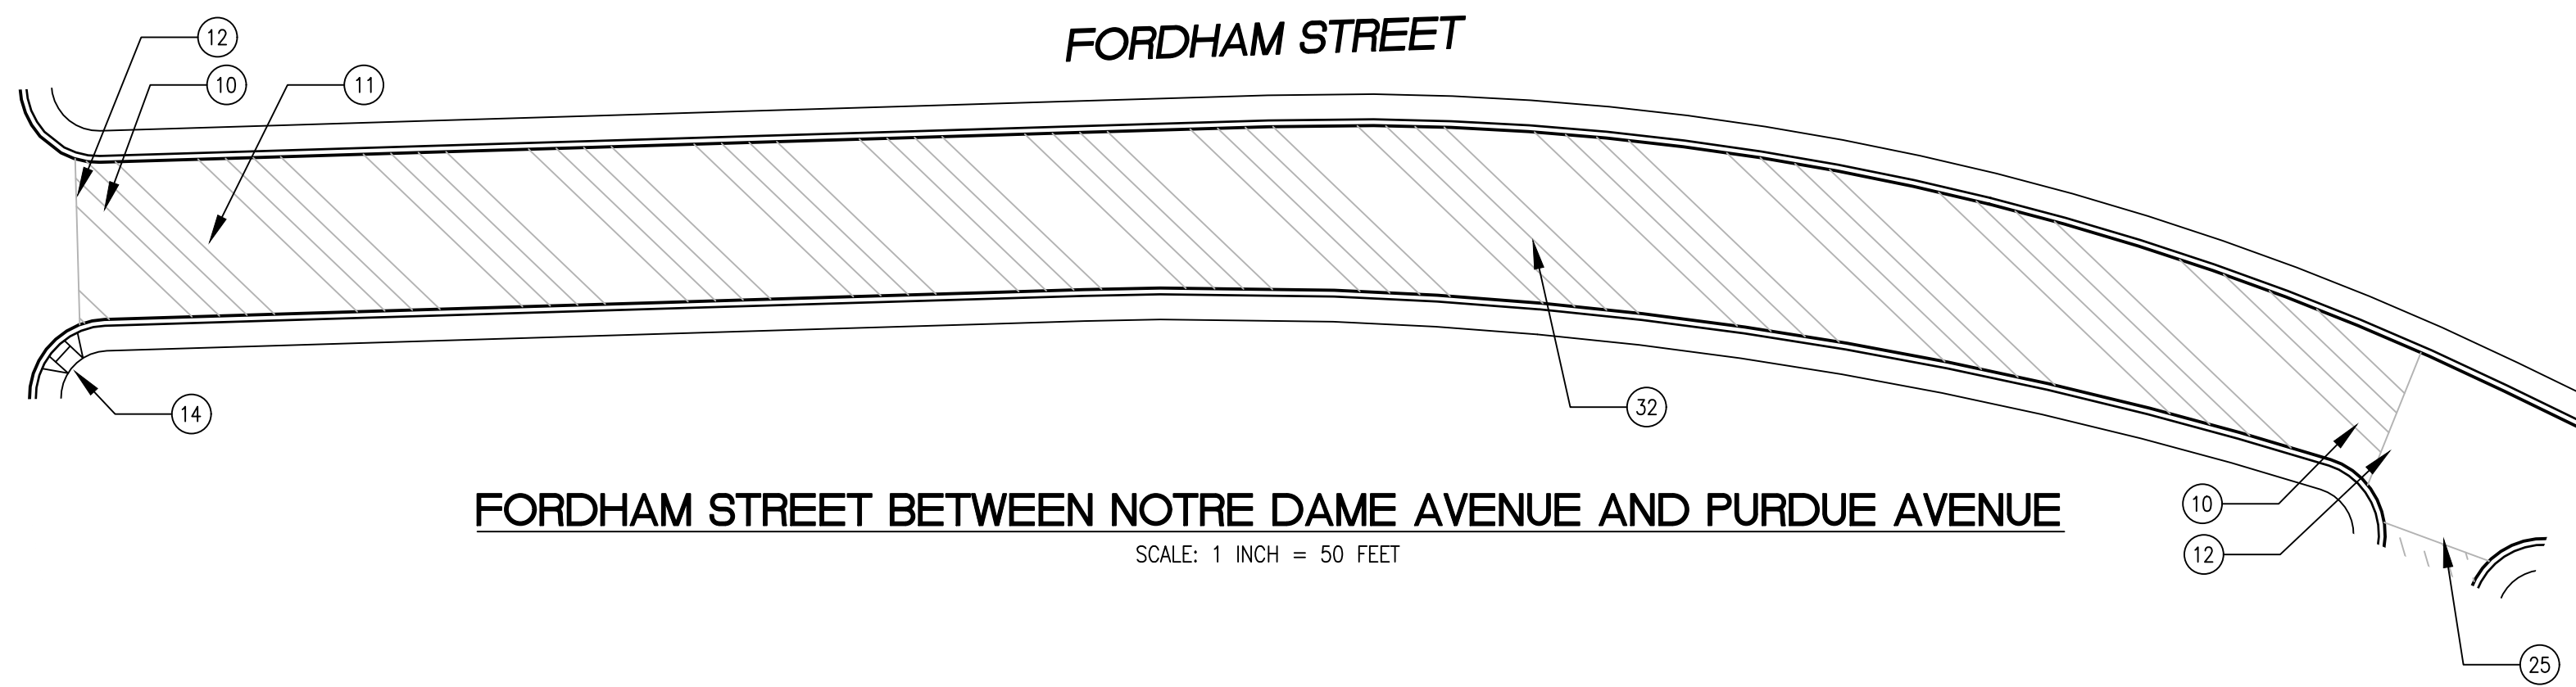 FORDHAM STREET
12
10
11
14
32
FORDHAM STREET BETWEEN NOTRE DAME AVENUE AND PURDUE AVENUE
SCALE: 1 INCH = 50 FEET
10
12
25